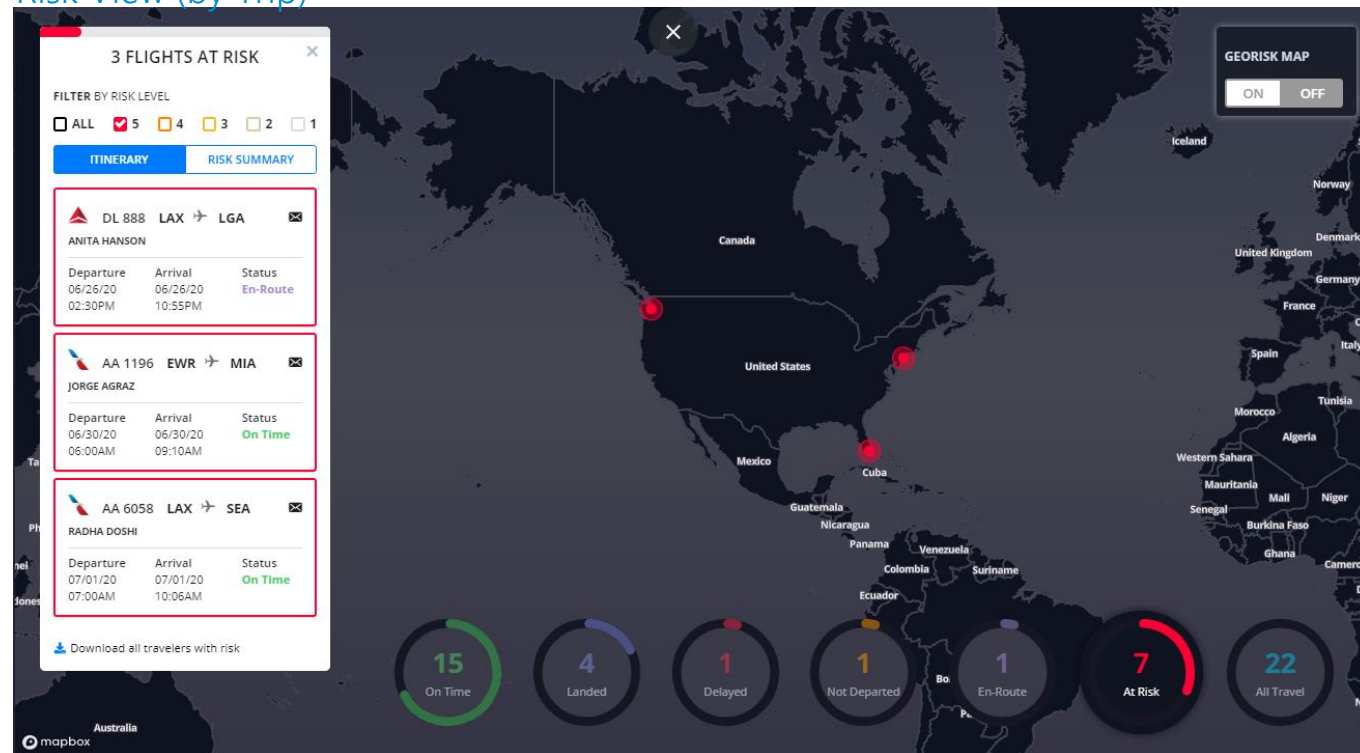 Risk View (by Trip)
3 FLIGHTS AT RISK
FILTER BY RISK LEVEL
ALL 5 4 3 2 1
ITINERARY RISK SUMMARY
DL 888 LAX LGA
ANITA HANSON
Departure Arrival Status
06/26/20 06/26/20 En-Route
02:30PM 10:55PM
AA 1196 EWR MIA
JORGE AGRAZ
Departure Arrival Status
06/30/20 06/30/20 On Time
06:00AM 09:10AM
AA 6058 LAX SEA
RADHA DOSHI
Departure Arrival Status
07/01/20 07/01/20 On Time
07:00AM 10:06AM
Download all travelers with risk
GEORISK MAP
ON OFF
Iceland
Norway
Canada
Denmark
United Kingdom
Germany
France
Italy
Spain
United States
Tunisia
Morocco
Algeria
Mexico
Cuba
Western Sahara
Mauritania
Mali Niger
Guatemala
Senegal
Nicaragua
Burkina Faso
Panama
Venezuela
Ghana
Colombia
Suriname
Ecuador
15
On Time
4
Landed
1
Delayed
1
Not Departed
1
En-Route
7
At Risk
22
All Travel
Australia
mapbox